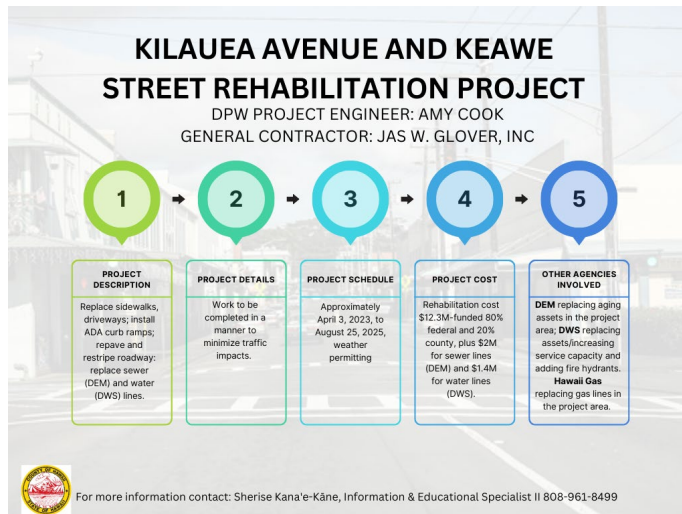 KILAUEA AVENUE AND KEAWE
STREET REHABILITATION PROJECT
DPW PROJECT ENGINEER: AMY COOK
GENERAL CONTRACTOR: JAS W. GLOVER, INC
1
2
3
4
5
PROJECT
DESCRIPTION
Replace sidewalks,
driveways; install
ADA curb ramps;
repave and
restripe roadway:
replace sewer
(DEM) and water
(DWS) lines.
PROJECT DETAILS
Work to be
completed in a
manner to
minimize traffic
impacts.
PROJECT SCHEDULE
Approximately
April 3, 2023, to
August 25, 2025,
weather
permitting
PROJECT COST
Rehabilitation cost
$12.3M-funded 80%
federal and 20%
county, plus $2M
for sewer lines
(DEM) and $1.4M
for water lines
(DWS).
OTHER AGENCIES
INVOLVED
DEM replacing aging
assets in the project
area; DWS replacing
assets/increasing
service capacity and
adding fire hydrants.
Hawaii Gas
replacing gas lines in
the project area.
COUNTY OF HAWAII
STATE OF HAWAII
For more information contact: Sherise Kana'e-Kāne, Information & Educational Specialist II 808-961-8499